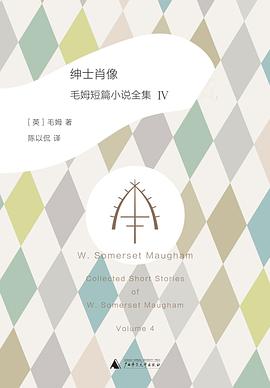 绅士肖像
毛姆短篇小说全集 IV
［英］毛姆 著
陈以侃 译
W. Somerset Maugham
Collected Short Stories
of
W. Somerset Maugham
Volume 4
广西师范大学出版社